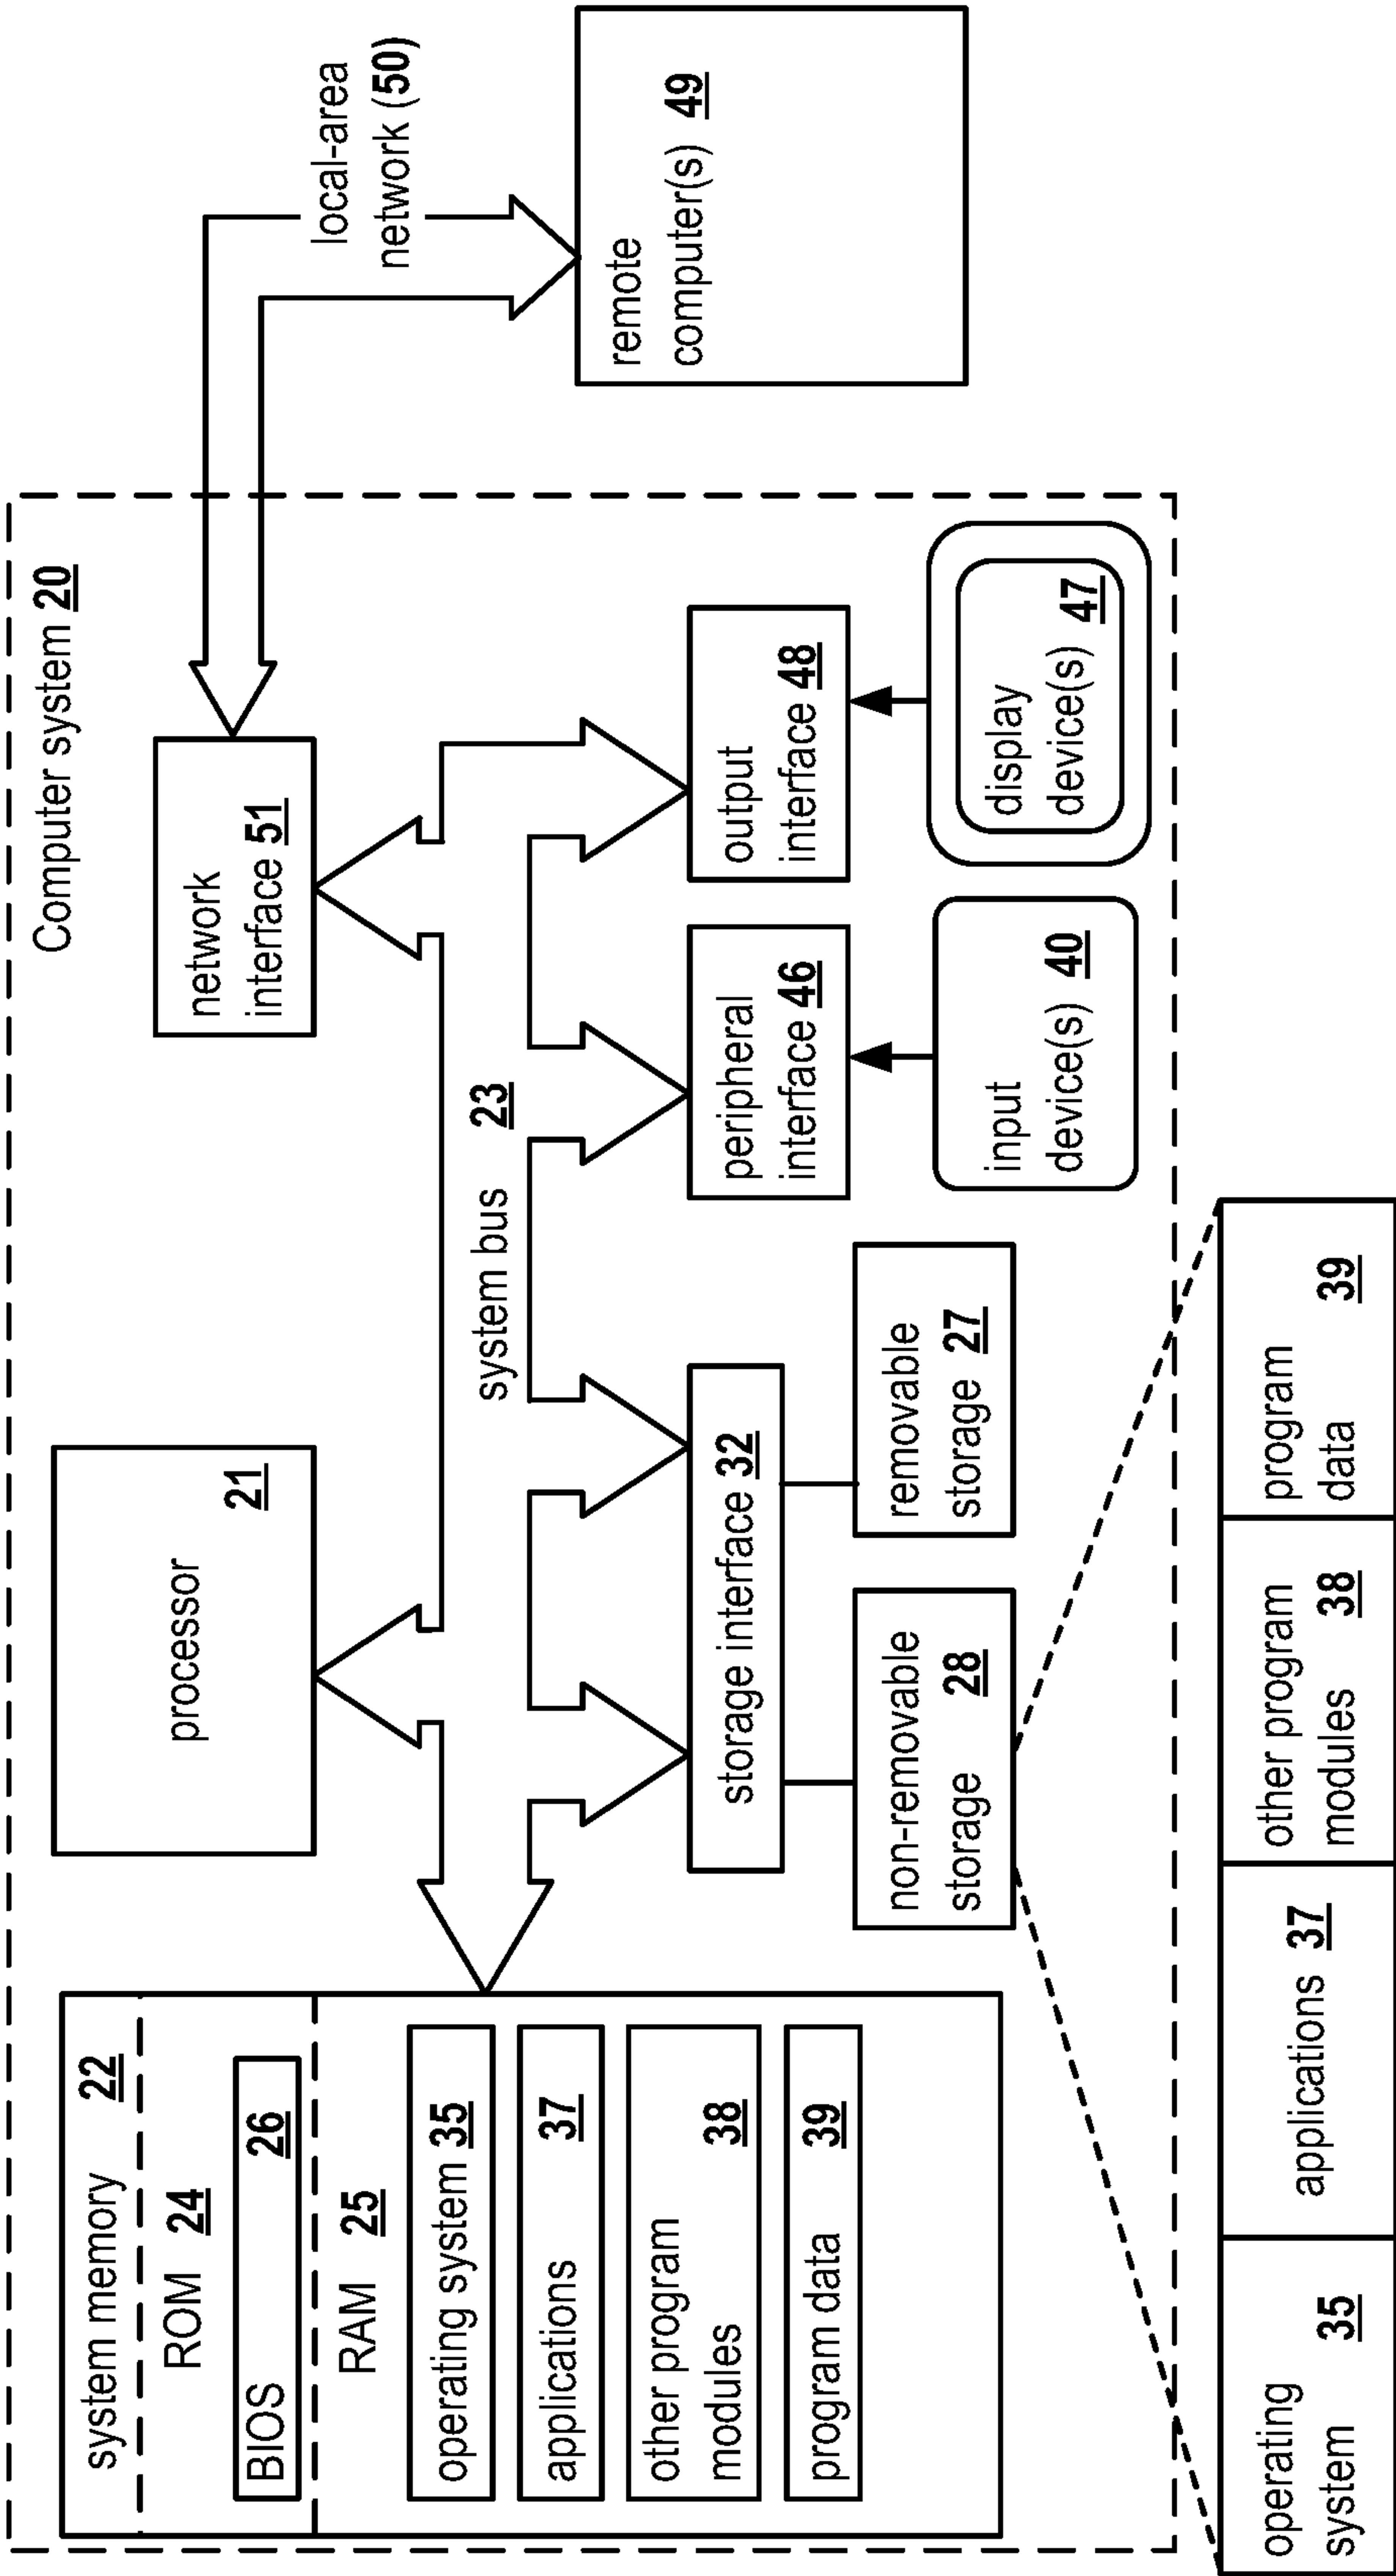 Computer system 20
system memory 22
ROM 24
BIOS 26
RAM 25
operating system 35
applications 37
other program
modules 38
program data 39
processor 21
network
interface 51
local-area
network (50)
system bus 23
storage interface 32
peripheral
interface 46
output
interface 48
remote
computer(s) 49
non-removable
storage 28
removable
storage 27
input
device(s) 40
display
device(s) 47
operating
system 35
applications 37
other program
modules 38
program
data 39